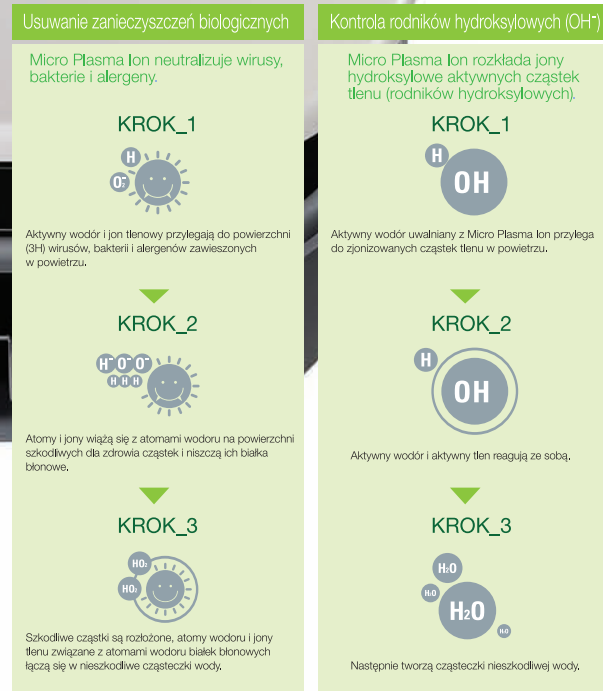 Usuwanie zanieczyszczeń biologicznych
Micro Plasma Ion neutralizuje wirusy,
bakterie i alergeny.
KROK_1
H
O₂⁻
Aktywny wodór i jon tlenowy przylegają do powierzchni
(3H) wirusów, bakterii i alergenów zawieszonych
w powietrzu.
KROK_2
H⁻ O⁻ O⁻
H H H
Atomy i jony wiążą się z atomami wodoru na powierzchni
szkodliwych dla zdrowia cząstek i niszczą ich białka
błonowe.
KROK_3
HO₂
HO₂
Szkodliwe cząstki są rozłożone, atomy wodoru i jony
tlenu związane z atomami wodoru białek błonowych
łączą się w nieszkodliwe cząsteczki wody.
Kontrola rodników hydroksylowych (OH⁻)
Micro Plasma Ion rozkłada jony
hydroksylowe aktywnych cząstek
tlenu (rodników hydroksylowych).
KROK_1
H
OH
Aktywny wodór uwalniany z Micro Plasma Ion przylega
do zjonizowanych cząstek tlenu w powietrzu.
KROK_2
H
OH
Aktywny wodór i aktywny tlen reagują ze sobą.
KROK_3
H₂O
H₂O
H₂O
H₂O
Następnie tworzą cząsteczki nieszkodliwej wody.